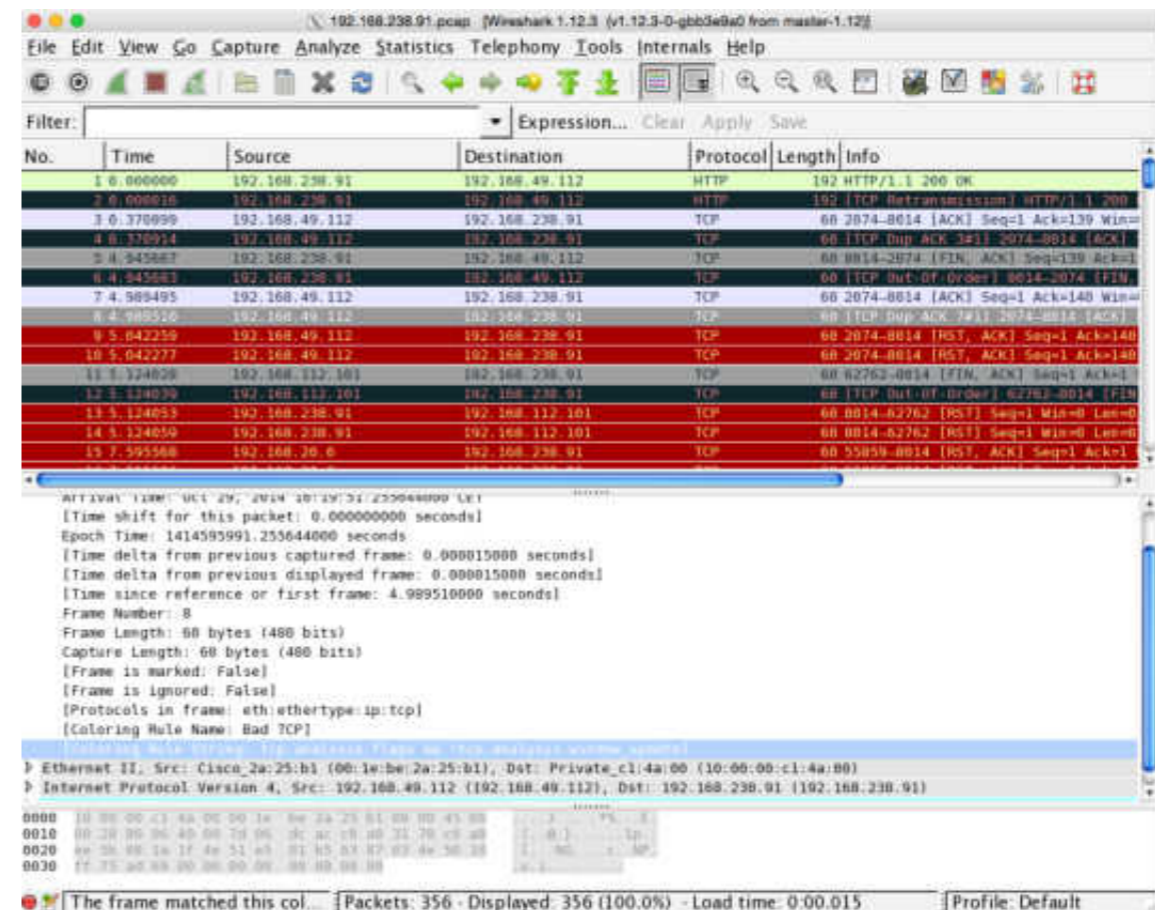 192.168.238.91.pcap [Wireshark 1.12.3 (v1.12.3-0-gbb3e9a0 from master-1.12)]
File Edit View Go Capture Analyze Statistics Telephony Tools Internals Help
Filter: Expression... Clear Apply Save
No. Time Source Destination Protocol Length Info
1 0.000000 192.168.238.91 192.168.49.112 HTTP 192 HTTP/1.1 200 OK
2 0.000016 192.168.238.91 192.168.49.112 HTTP 192 [TCP Retransmission] HTTP/1.1 200
3 0.370899 192.168.49.112 192.168.238.91 TCP 60 2074→8014 [ACK] Seq=1 Ack=139 Win=
4 0.370914 192.168.49.112 192.168.238.91 TCP 60 [TCP Dup ACK 3#1] 2074→8014 [ACK]
5 4.945667 192.168.238.91 192.168.49.112 TCP 60 8014→2074 [FIN, ACK] Seq=139 Ack=1
6 4.945683 192.168.238.91 192.168.49.112 TCP 60 [TCP Out-Of-Order] 8014→2074 [FIN,
7 4.989495 192.168.49.112 192.168.238.91 TCP 60 2074→8014 [ACK] Seq=1 Ack=140 Win=
8 4.989510 192.168.49.112 192.168.238.91 TCP 60 [TCP Dup ACK 7#1] 2074→8014 [ACK]
9 5.042259 192.168.49.112 192.168.238.91 TCP 60 2074→8014 [RST, ACK] Seq=1 Ack=140
10 5.042277 192.168.49.112 192.168.238.91 TCP 60 2074→8014 [RST, ACK] Seq=1 Ack=140
11 5.124020 192.168.112.101 192.168.238.91 TCP 60 62762→8014 [FIN, ACK] Seq=1 Ack=1
12 5.124039 192.168.112.101 192.168.238.91 TCP 60 [TCP Out-Of-Order] 62762→8014 [FIN
13 5.124053 192.168.238.91 192.168.112.101 TCP 60 8014→62762 [RST] Seq=1 Win=0 Len=0
14 5.124059 192.168.238.91 192.168.112.101 TCP 60 8014→62762 [RST] Seq=1 Win=0 Len=0
15 7.595568 192.168.20.6 192.168.238.91 TCP 60 55059→8014 [RST, ACK] Seq=1 Ack=1
Arrival Time: Oct 29, 2014 16:19:51.255644000 CET
[Time shift for this packet: 0.000000000 seconds]
Epoch Time: 1414595991.255644000 seconds
[Time delta from previous captured frame: 0.000015000 seconds]
[Time delta from previous displayed frame: 0.000015000 seconds]
[Time since reference or first frame: 4.989510000 seconds]
Frame Number: 8
Frame Length: 60 bytes (480 bits)
Capture Length: 60 bytes (480 bits)
[Frame is marked: False]
[Frame is ignored: False]
[Protocols in frame: eth:ethertype:ip:tcp]
[Coloring Rule Name: Bad TCP]
[Coloring Rule String: tcp.analysis.flags && !tcp.analysis.window_update]
Ethernet II, Src: Cisco_2a:25:b1 (00:1e:be:2a:25:b1), Dst: Private_c1:4a:00 (10:00:00:c1:4a:00)
Internet Protocol Version 4, Src: 192.168.49.112 (192.168.49.112), Dst: 192.168.238.91 (192.168.238.91)
0000
0010
0020
0030
The frame matched this col... Packets: 356 · Displayed: 356 (100.0%) · Load time: 0:00.015 Profile: Default